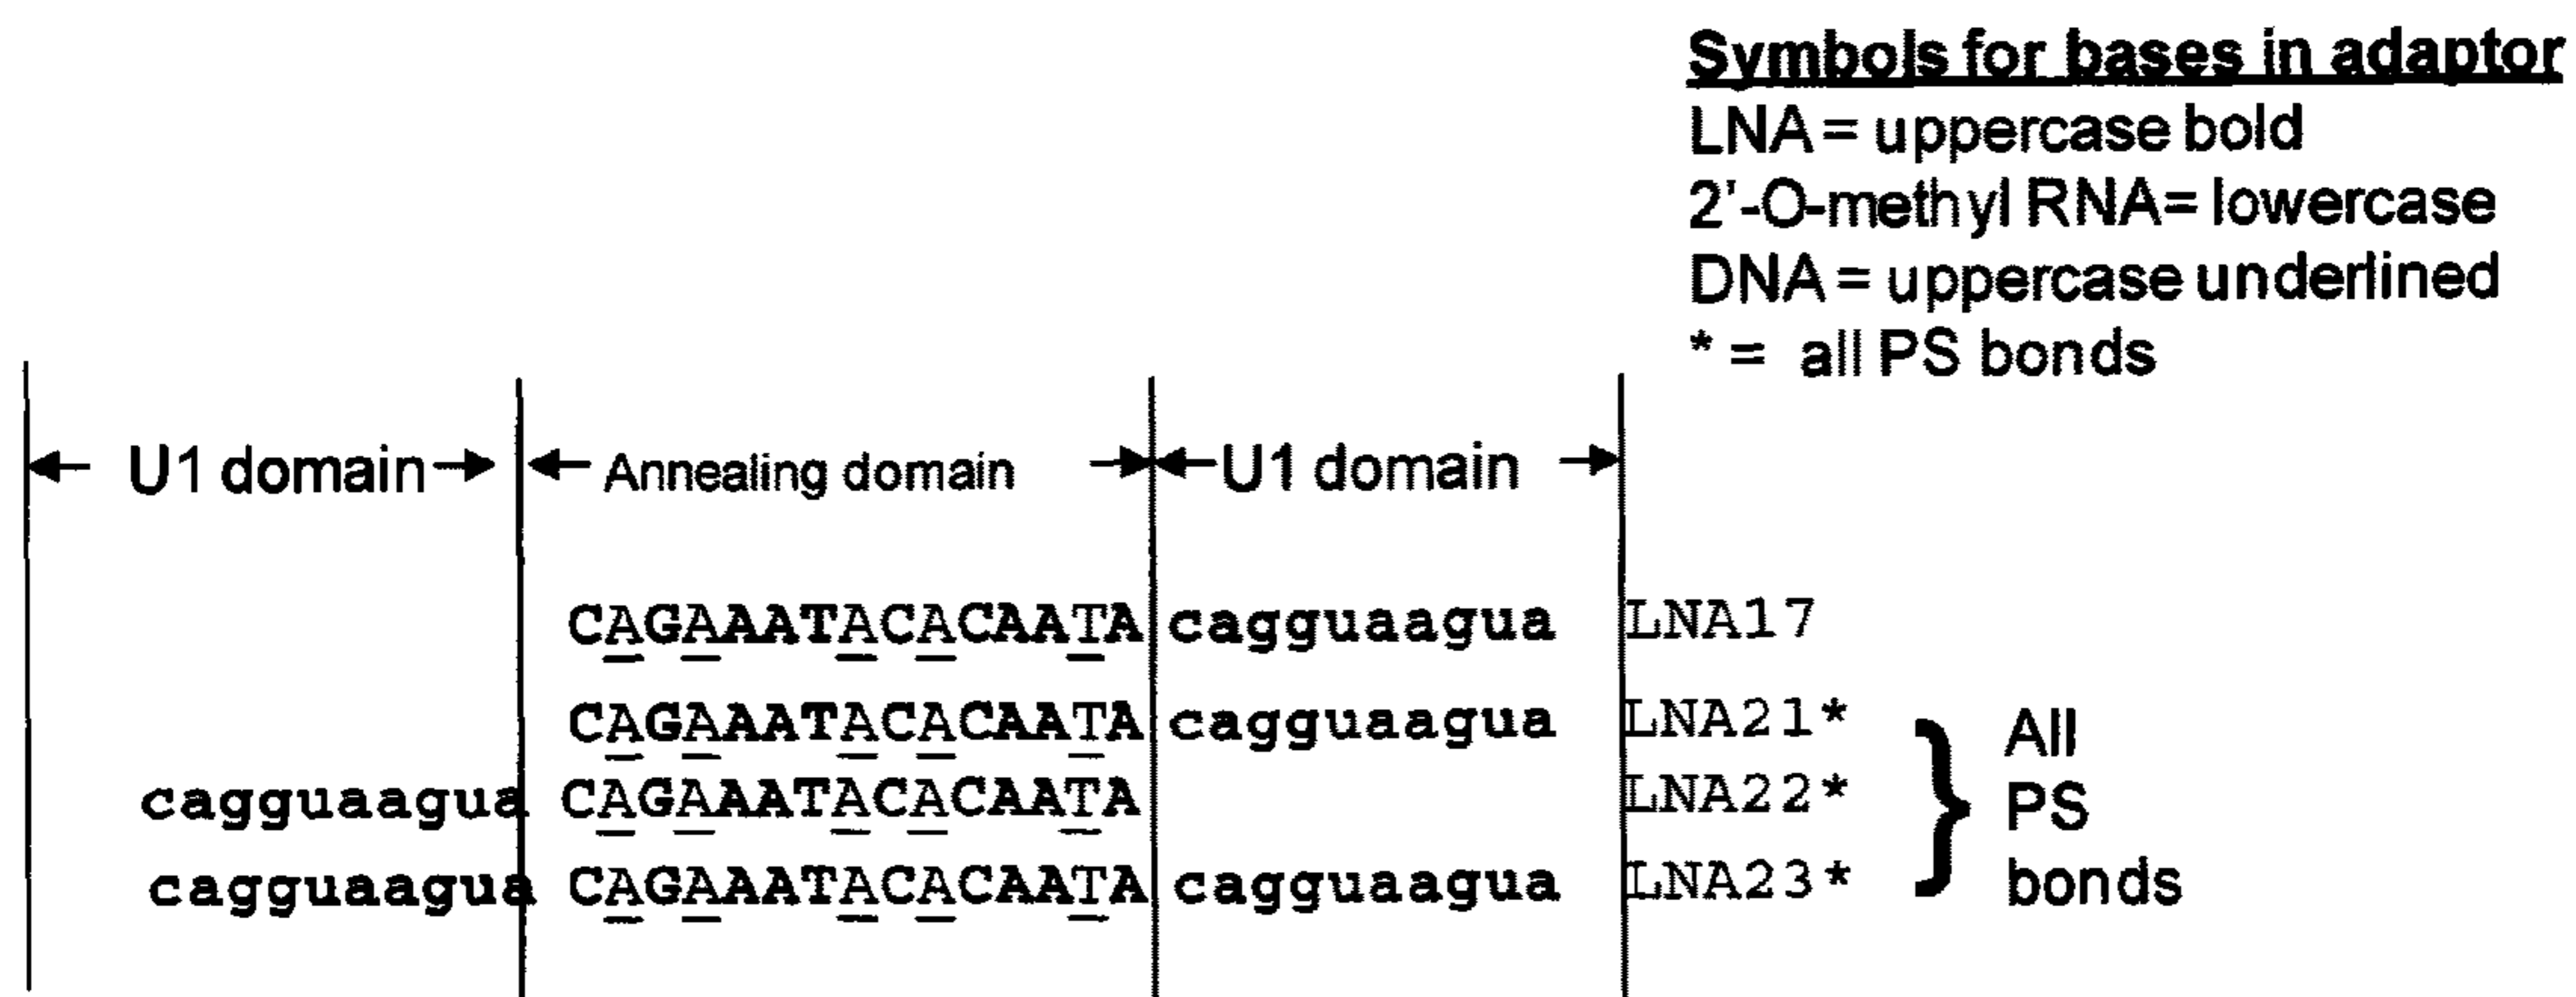 Symbols for bases in adaptor
LNA = uppercase bold
2'-O-methyl RNA= lowercase
DNA = uppercase underlined
* = all PS bonds
U1 domain Annealing domain U1 domain
CAGAAATACACAATA cagguaagua LNA17
CAGAAATACACAATA cagguaagua LNA21*
cagguaagua CAGAAATACACAATA LNA22*
cagguaagua CAGAAATACACAATA cagguaagua LNA23*
} All
PS
bonds